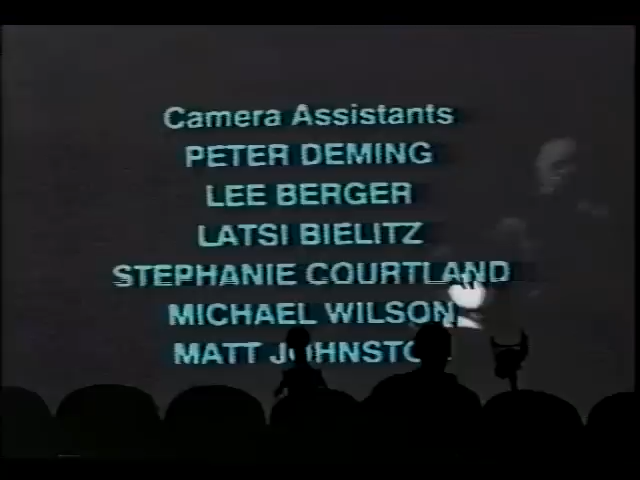 Camera Assistants
PETER DEMING
LEE BERGER
LATSI BIELITZ
STEPHANIE COURTLAND
MICHAEL WILSON
MATT